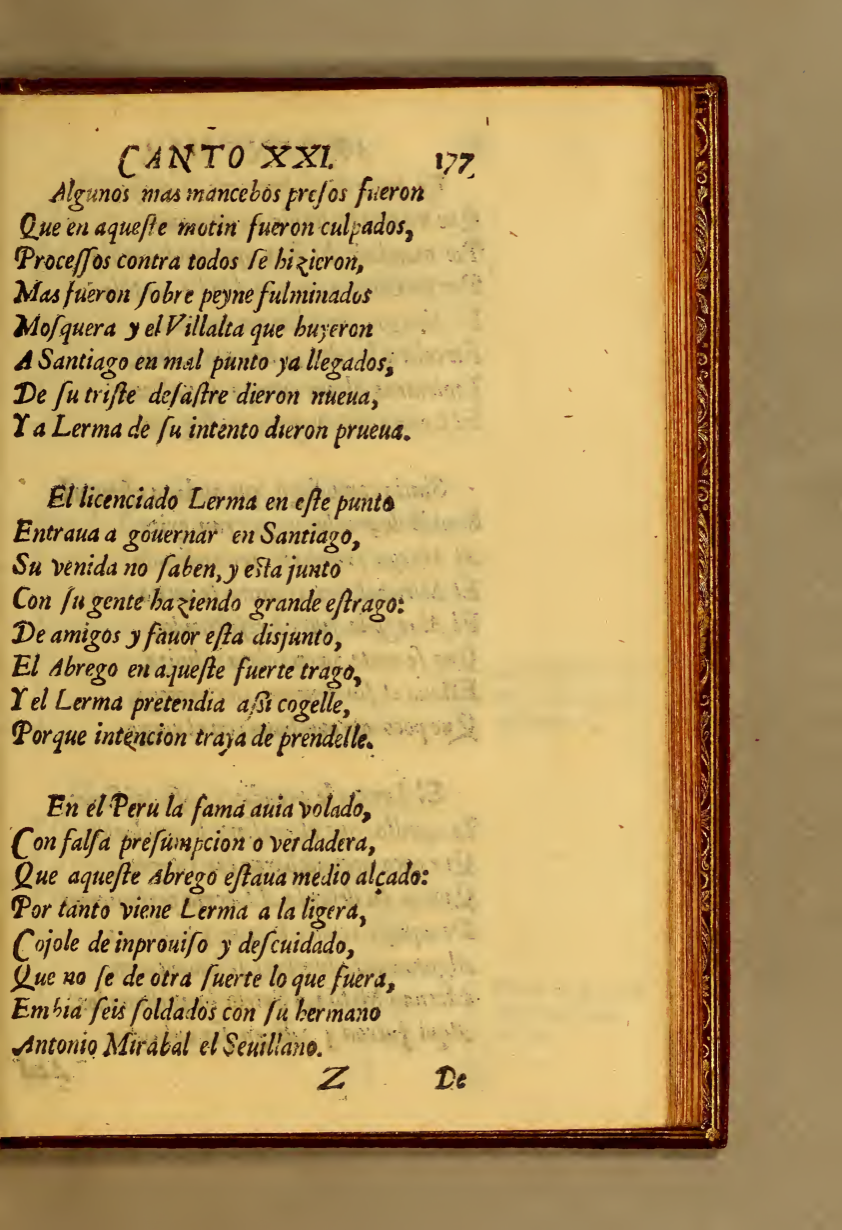 CANTO XXI. 177
Algunos mas mancebos presos fueron
Que en aqueſte motin fueron culpados,
Proceſſos contra todos ſe hizieron,
Mas fueron ſobre peyne fulminados
Moſquera y el Villalta que huyeron
A Santiago en mal punto ya llegados,
De ſu triſte deſaſtre dieron nueua,
Y a Lerma de ſu intento dieron prueua.
El licenciado Lerma en eſte punto
Entraua a gouernar en Santiago,
Su venida no ſaben, y eſta junto
Con ſu gente haziendo grande eſtrago:
De amigos y fauor eſta disjunto,
El Abrego en aqueſte fuerte trago,
Y el Lerma pretendia aſsi cogelle,
Porque intencion traya de prendelle.
En el Peru la fama auia volado,
Con falſa preſumpcion o verdadera,
Que aqueſte Abrego eſtaua medio alçado:
Por tanto viene Lerma a la ligera,
Cojole de inprouiſo y deſcuidado,
Que no ſe de otra ſuerte lo que fuera,
Embia ſeis ſoldados con ſu hermano
Antonio Mirabal el Seuillano.
Z De